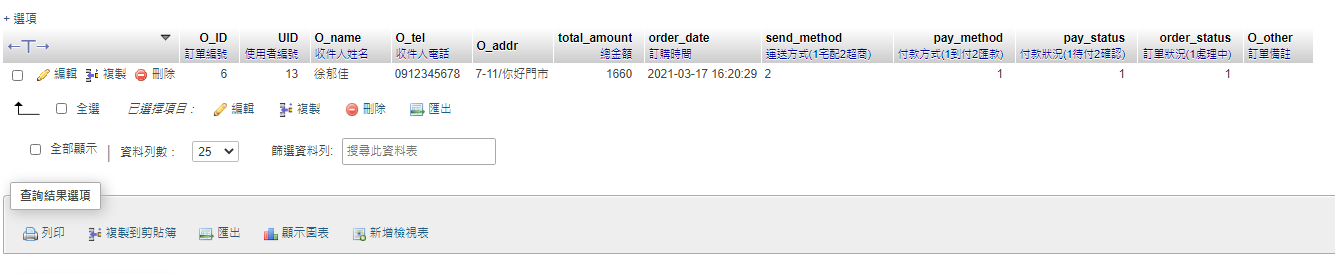 + 選項
←T→ O_ID UID O_name O_tel O_addr total_amount order_date send_method pay_method pay_status order_status O_other
訂單編號 使用者編號 收件人姓名 收件人電話 總金額 訂購時間 運送方式(1宅配2超商) 付款方式(1到付2匯款) 付款狀況(1待付2確認) 訂單狀況(1處理中) 訂單備註
編輯 複製 刪除 6 13 徐郁佳 0912345678 7-11/你好門市 1660 2021-03-17 16:20:29 2 1 1 1
全選 已選擇項目： 編輯 複製 刪除 匯出
全部顯示 | 資料列數： 25 篩選資料列: 搜尋此資料表
查詢結果選項
列印 複製到剪貼簿 匯出 顯示圖表 新增檢視表